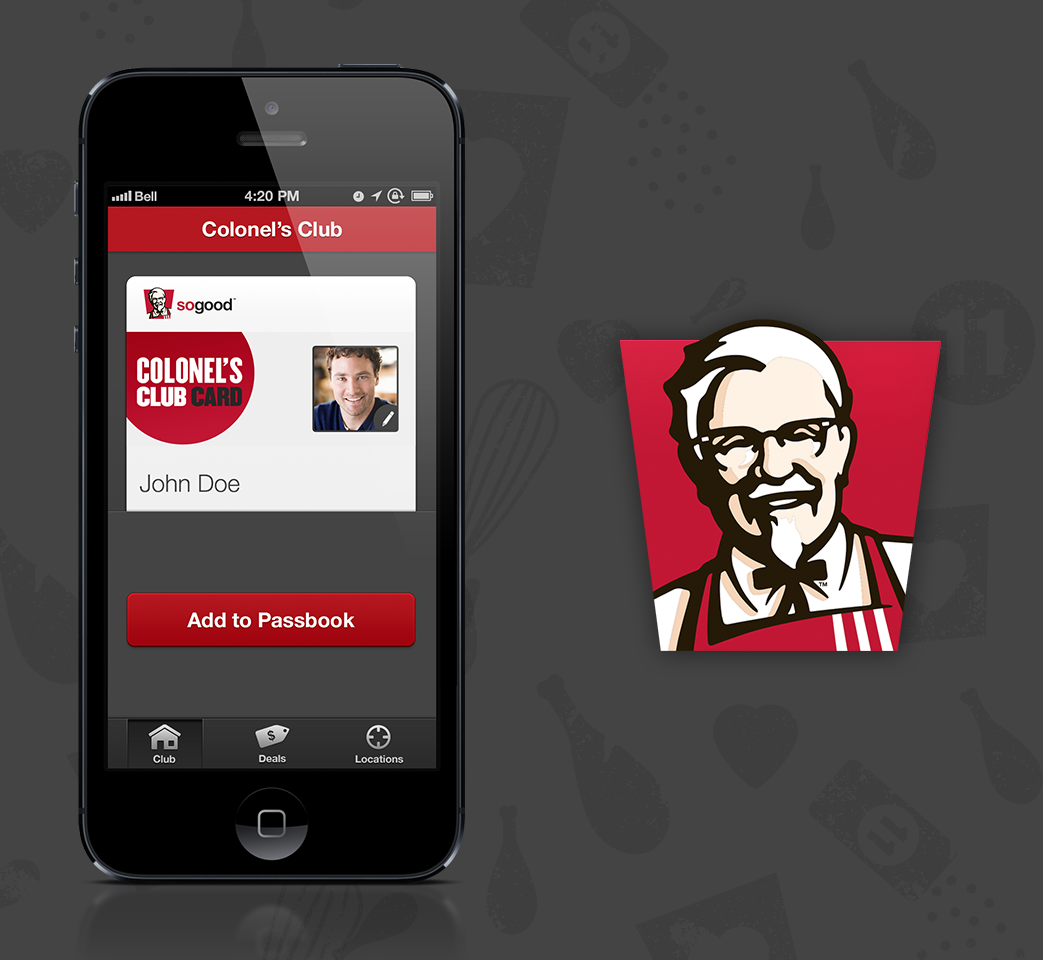 Bell 4:20 PM
Colonel's Club
sogood™
COLONEL'S
CLUB CARD
John Doe
Add to Passbook
$
Club Deals Locations
11
TM